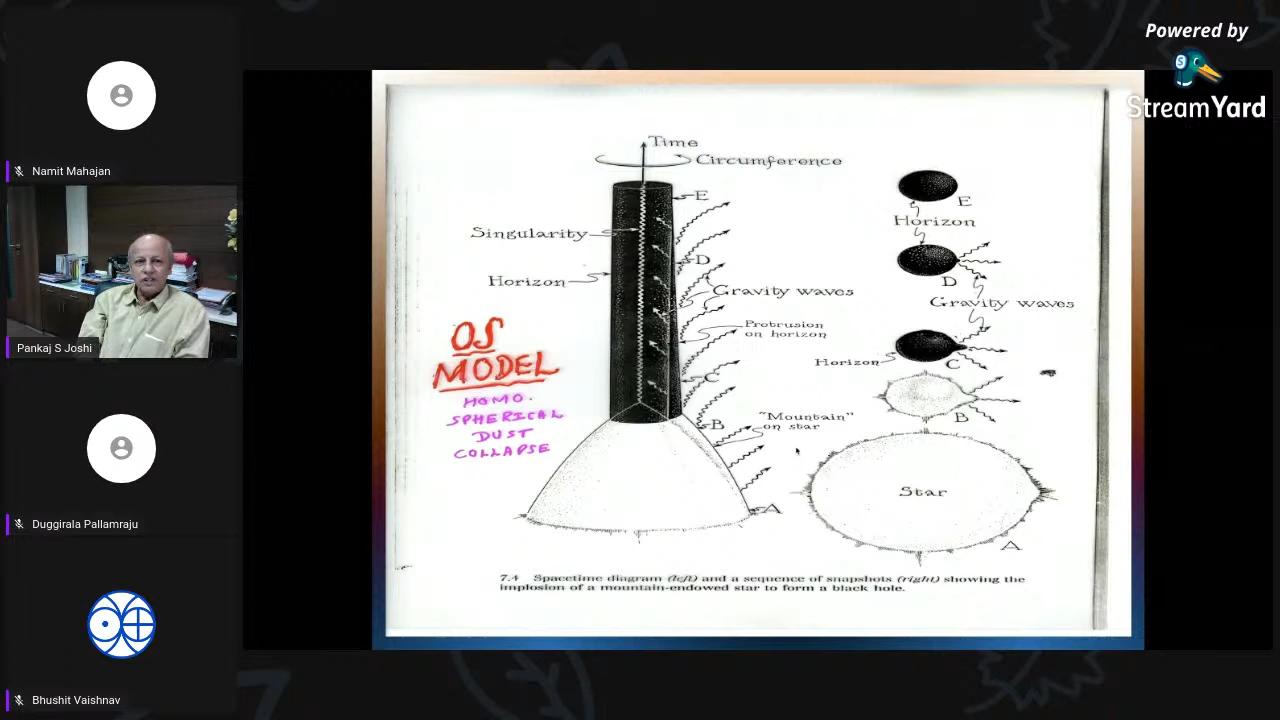 Powered by
StreamYard
Namit Mahajan
Pankaj S Joshi
Duggirala Pallamraju
Bhushit Vaishnav
Time
Circumference
E
Singularity
D
Horizon
Gravity waves
Protrusion
on horizon
OS
MODEL
HOMO.
SPHERICAL
DUST
COLLAPSE
C
B
"Mountain"
on star
A
E
Horizon
D
Gravity waves
Horizon
C
B
Star
A
7.4 Spacetime diagram (left) and a sequence of snapshots (right) showing the
implosion of a mountain-endowed star to form a black hole.